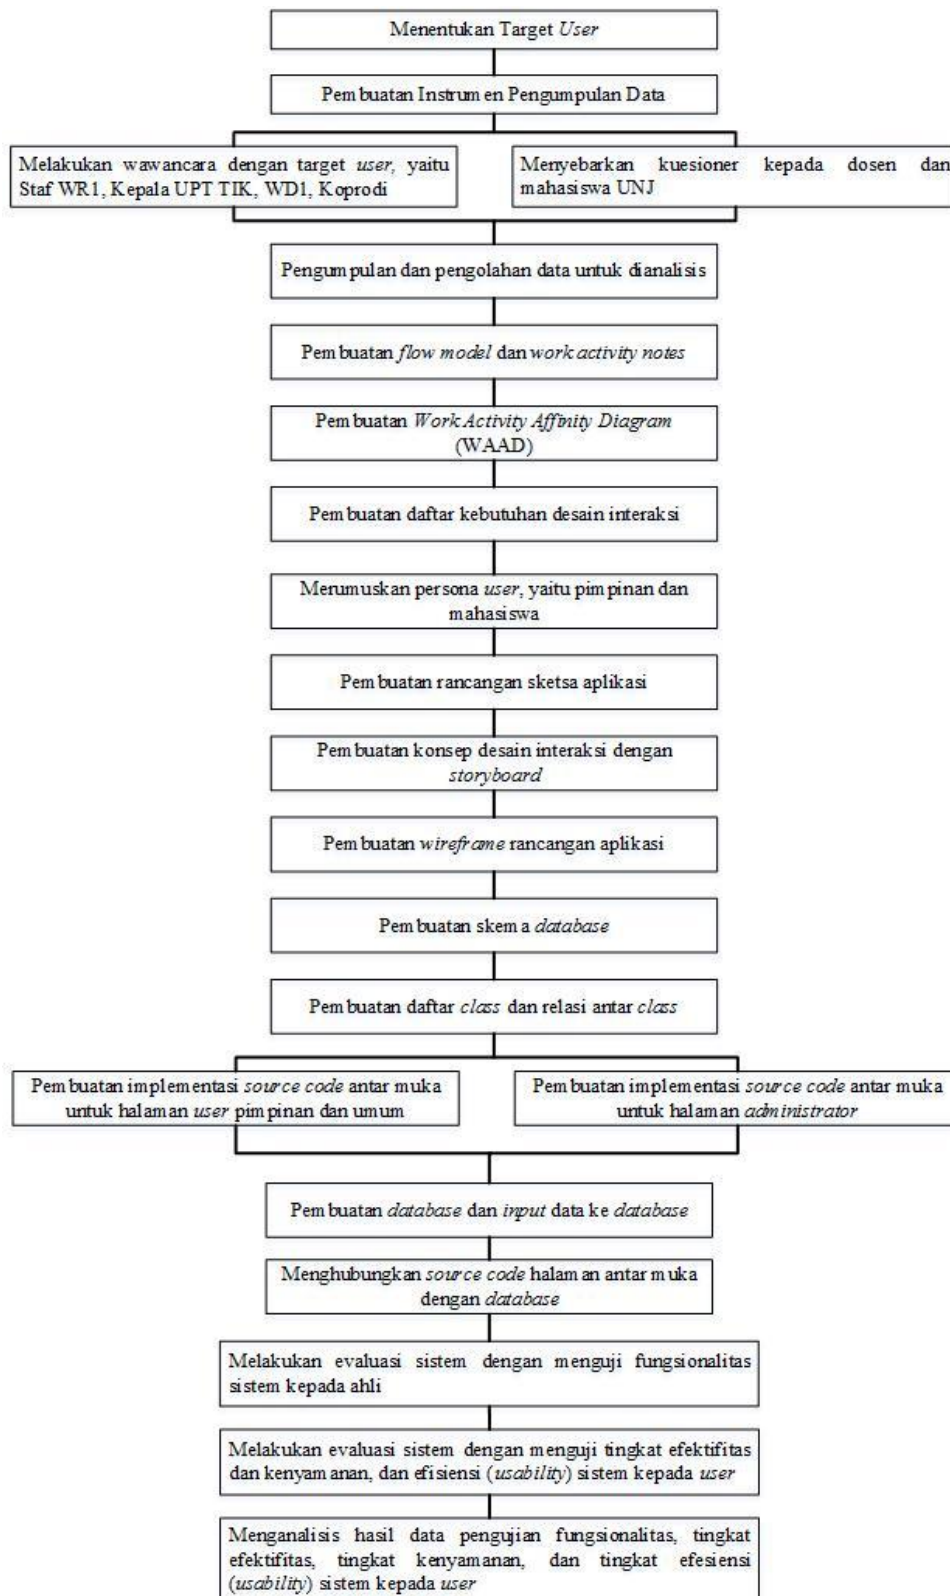 Menentukan Target User
Pembuatan Instrumen Pengumpulan Data
Melakukan wawancara dengan target user, yaitu
Staf WR1, Kepala UPT TIK, WD1, Koprodi
Menyebarkan kuesioner kepada dosen dan
mahasiswa UNJ
Pengumpulan dan pengolahan data untuk dianalisis
Pembuatan flow model dan work activity notes
Pembuatan Work Activity Affinity Diagram
(WAAD)
Pembuatan daftar kebutuhan desain interaksi
Merumuskan persona user, yaitu pimpinan dan
mahasiswa
Pembuatan rancangan sketsa aplikasi
Pembuatan konsep desain interaksi dengan
storyboard
Pembuatan wireframe rancangan aplikasi
Pembuatan skema database
Pembuatan daftar class dan relasi antar class
Pembuatan implementasi source code antar muka
untuk halaman user pimpinan dan umum
Pembuatan implementasi source code antar muka
untuk halaman administrator
Pembuatan database dan input data ke database
Menghubungkan source code halaman antar muka
dengan database
Melakukan evaluasi sistem dengan menguji fungsionalitas
sistem kepada ahli
Melakukan evaluasi sistem dengan menguji tingkat efektifitas
dan kenyamanan, dan efisiensi (usability) sistem kepada user
Menganalisis hasil data pengujian fungsionalitas, tingkat
efektifitas, tingkat kenyamanan, dan tingkat efesiensi
(usability) sistem kepada user